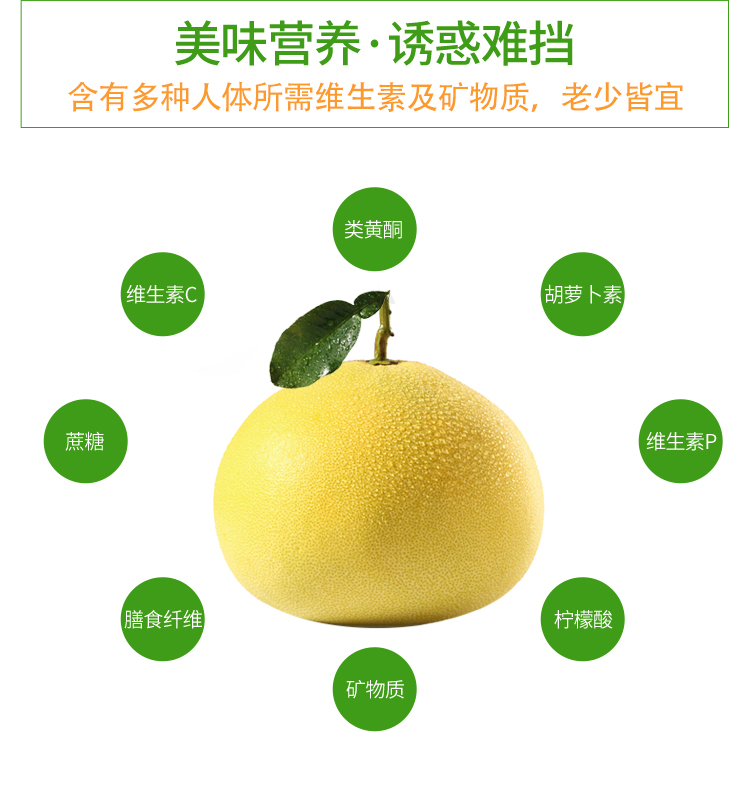 美味营养·诱惑难挡
含有多种人体所需维生素及矿物质，老少皆宜
类黄酮
维生素C
胡萝卜素
蔗糖
维生素P
膳食纤维
柠檬酸
矿物质